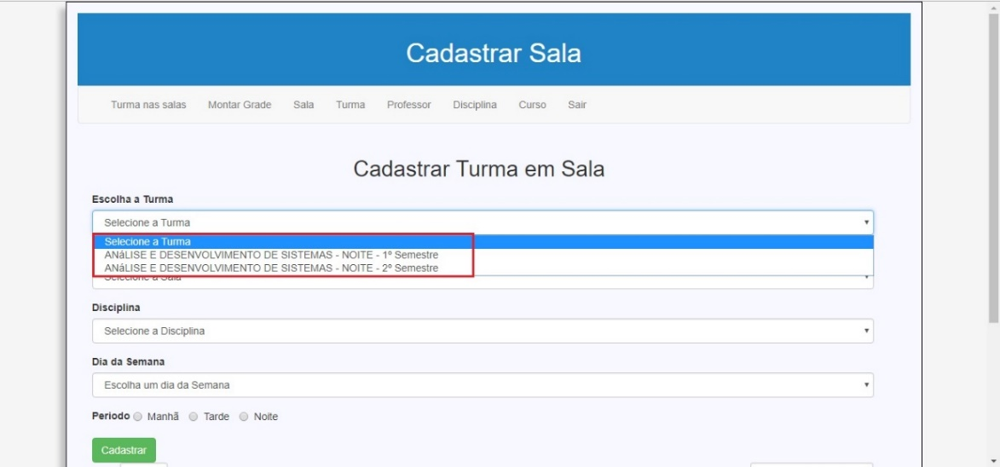 Cadastrar Sala
Turma nas salas Montar Grade Sala Turma Professor Disciplina Curso Sair
Cadastrar Turma em Sala
Escolha a Turma
Selecione a Turma
Selecione a Turma
ANáLISE E DESENVOLVIMENTO DE SISTEMAS - NOITE - 1º Semestre
ANáLISE E DESENVOLVIMENTO DE SISTEMAS - NOITE - 2º Semestre
Selecione a Sala
Disciplina
Selecione a Disciplina
Dia da Semana
Escolha um dia da Semana
Periodo Manhã Tarde Noite
Cadastrar